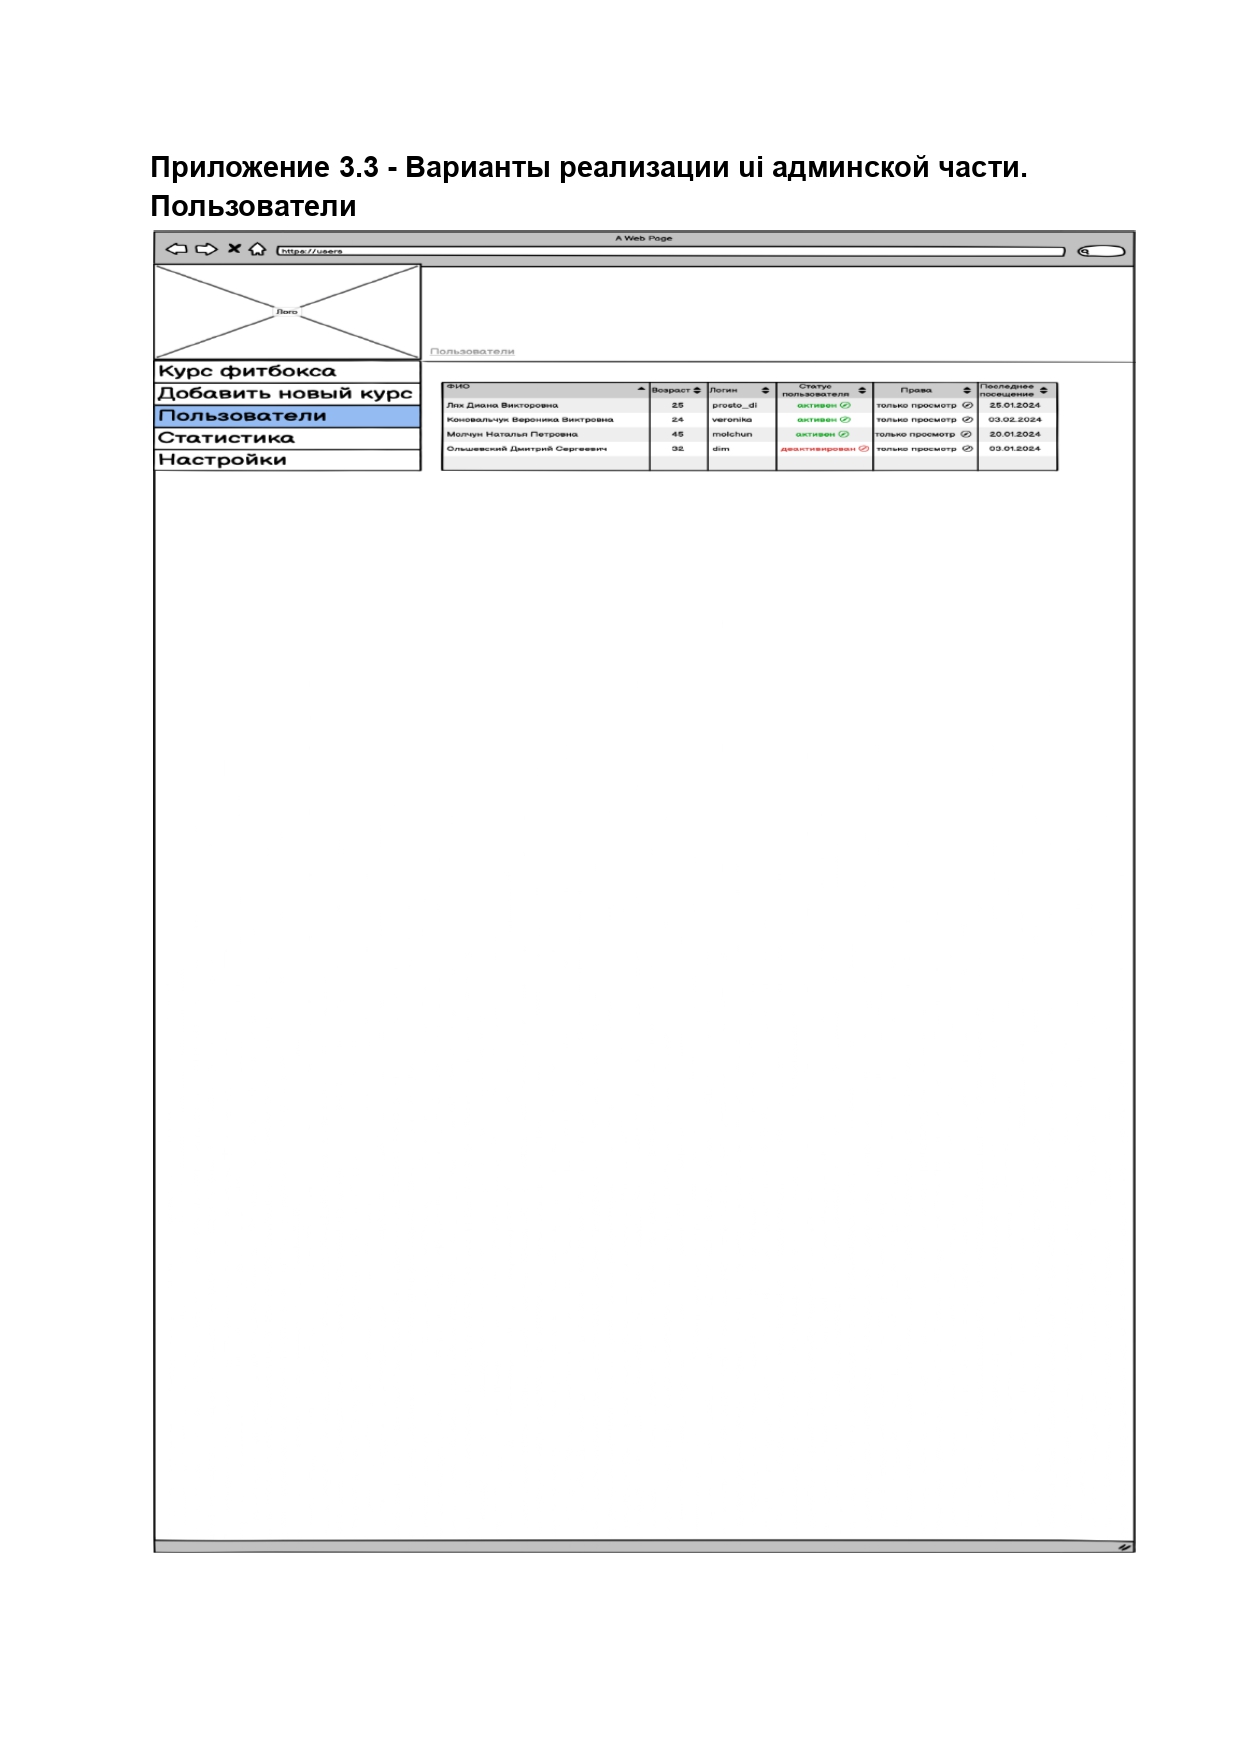 Приложение 3.3 - Варианты реализации ui админской части.
Пользователи
A Web Page
https://users
Лого
Пользователи
Курс фитбокса
Добавить новый курс
Пользователи
Статистика
Настройки
ФИО Возраст Логин Статус пользователя Права Последнее посещение
Лях Диана Викторовна 25 prosto_di активен только просмотр 25.01.2024
Коновальчук Вероника Виктровна 24 veronika активен только просмотр 03.02.2024
Молчун Наталья Петровна 45 molchun активен только просмотр 20.01.2024
Ольшевский Дмитрий Сергеевич 32 dim деактивирован только просмотр 03.01.2024